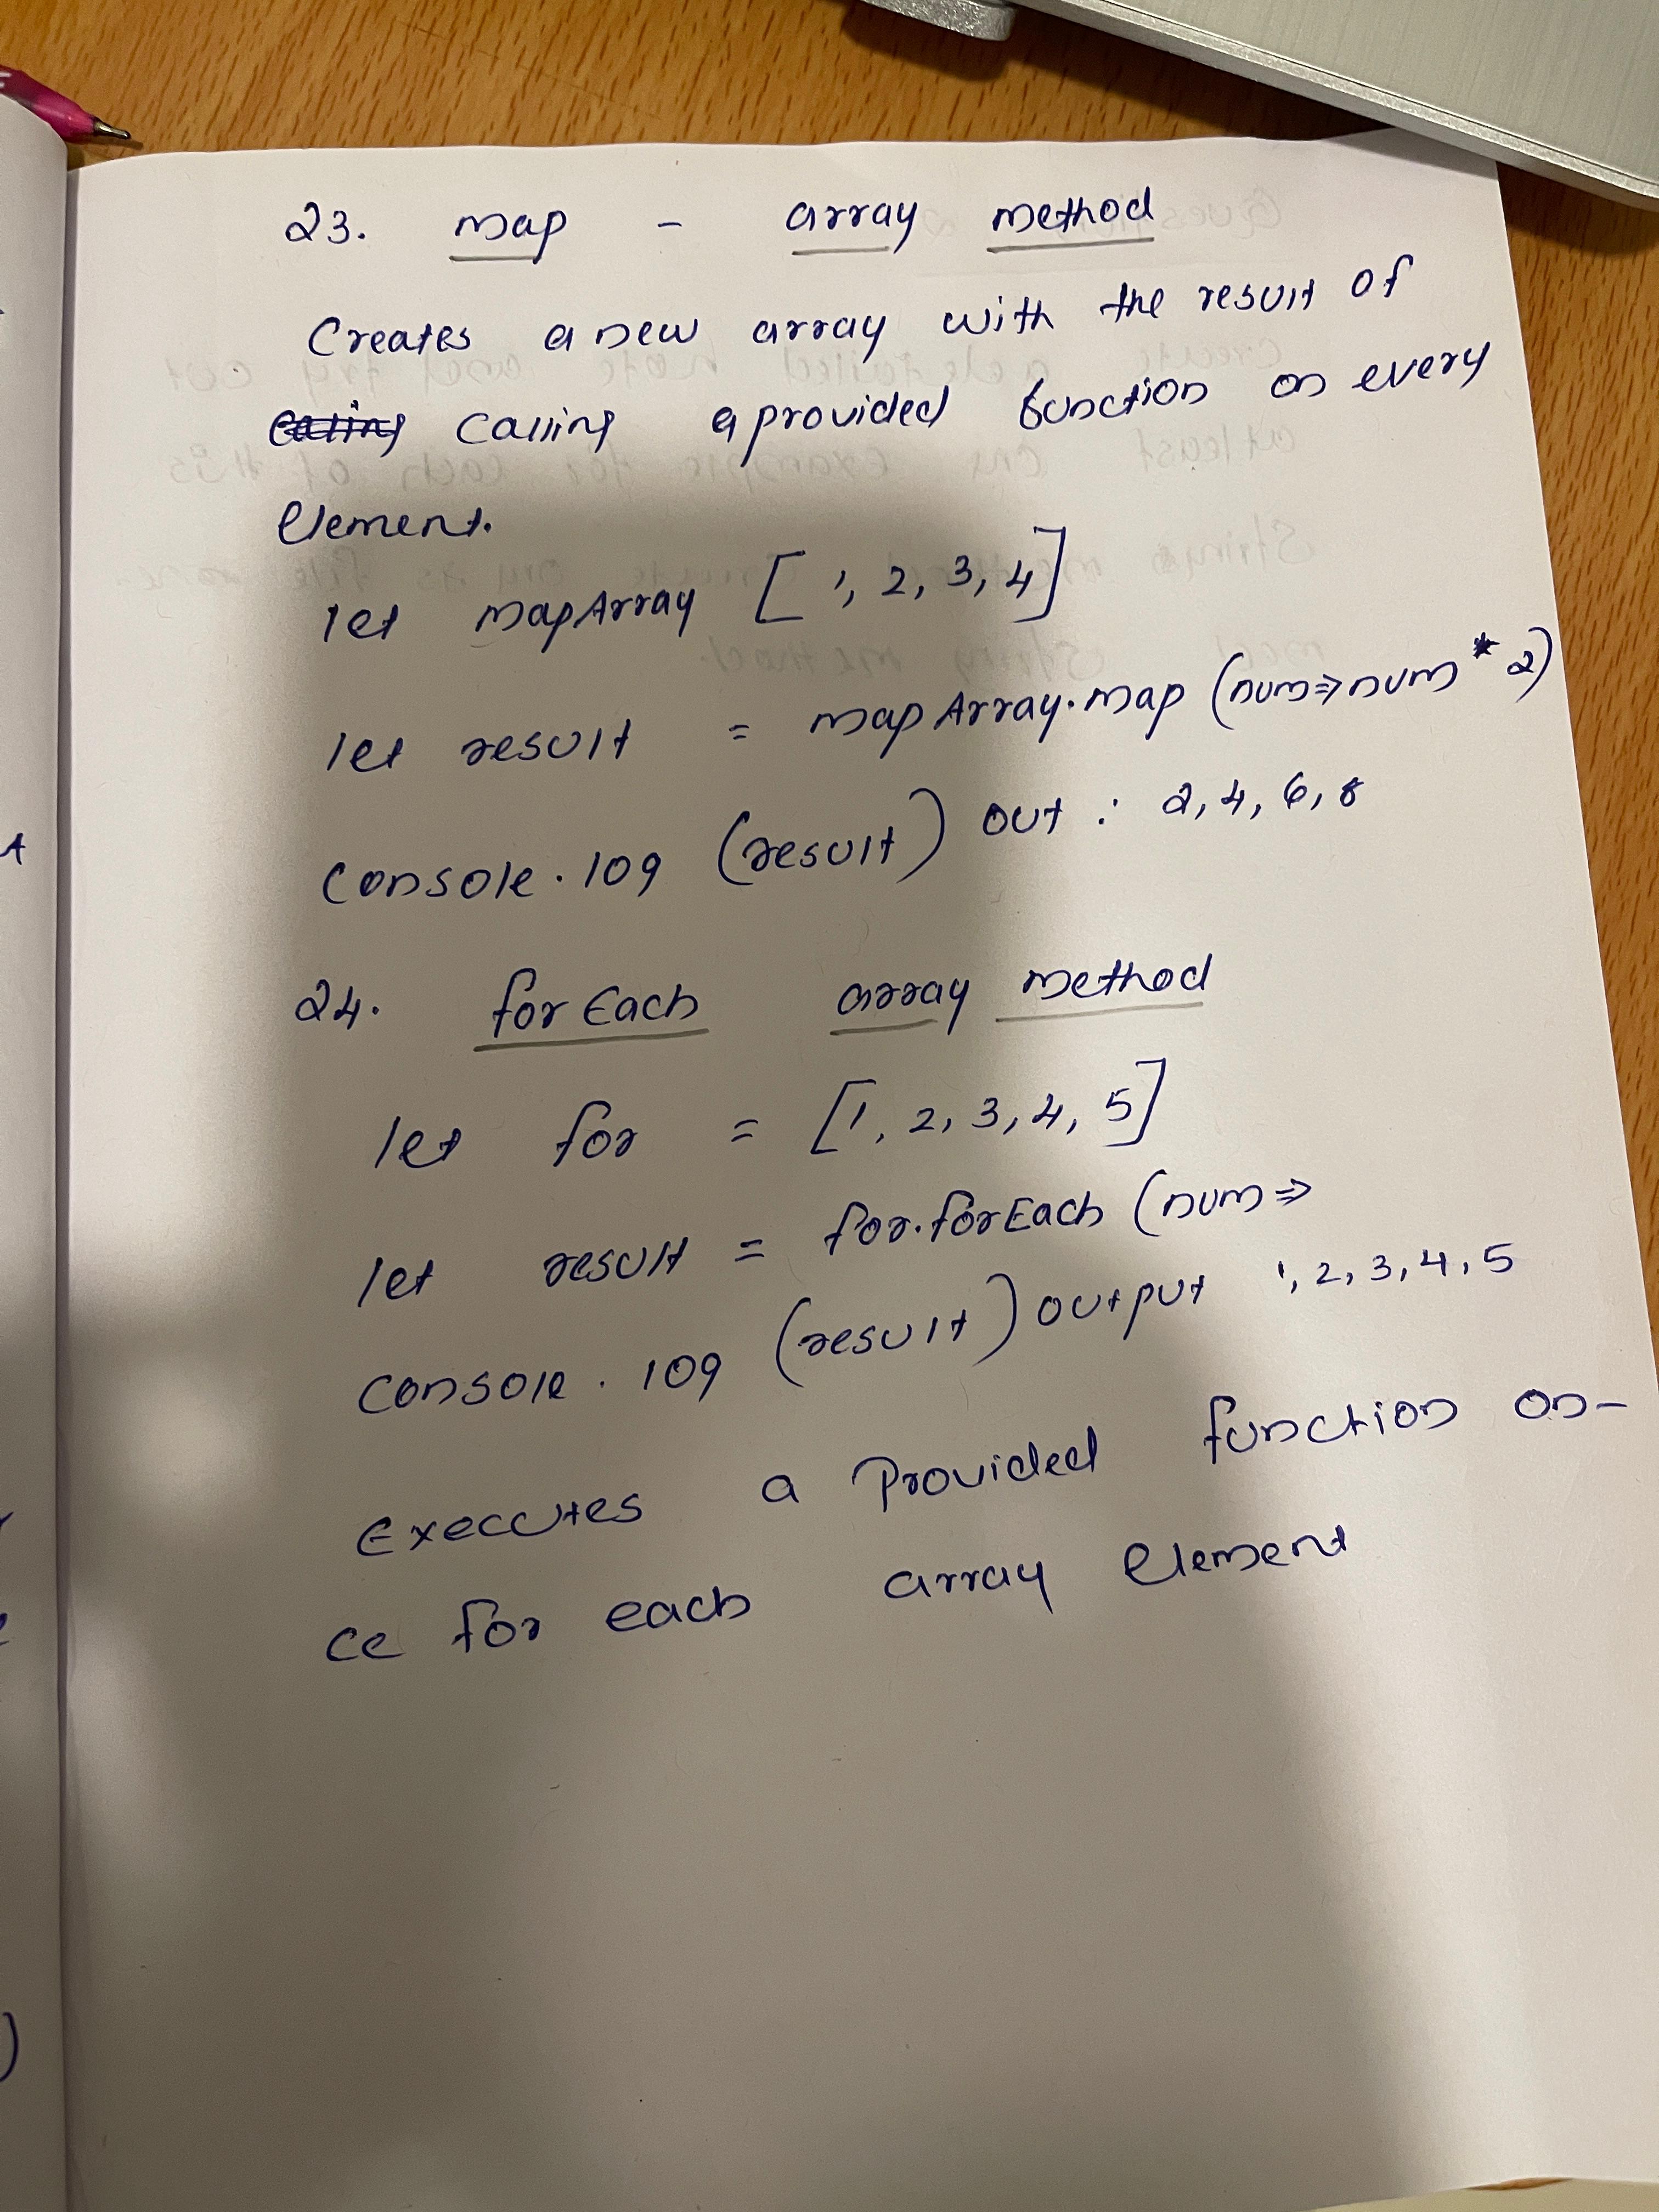 23. map - array method
Creates a new array with the result of
calling a provided function on every
element.
let mapArray [1, 2, 3, 4]
let result = mapArray.map (num=>num * 2)
Console.log (result) out : 2, 4, 6, 8
24. forEach array method
let for = [1, 2, 3, 4, 5]
let result = for.forEach (num=>
console.log (result) output 1, 2, 3, 4, 5
Executes a Provided function on-
ce for each array element